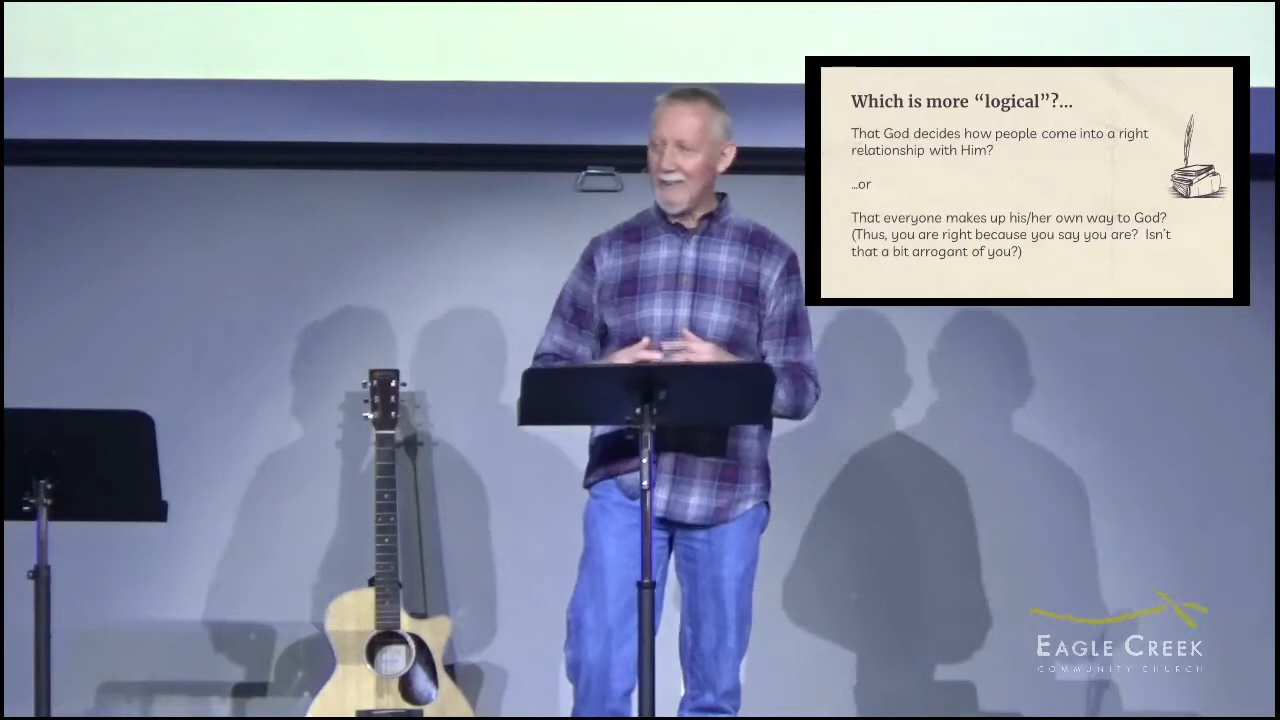 Which is more “logical”?...
That God decides how people come into a right
relationship with Him?
...or
That everyone makes up his/her own way to God?
(Thus, you are right because you say you are?  Isn't
that a bit arrogant of you?)
EAGLE CREEK
COMMUNITY CHURCH